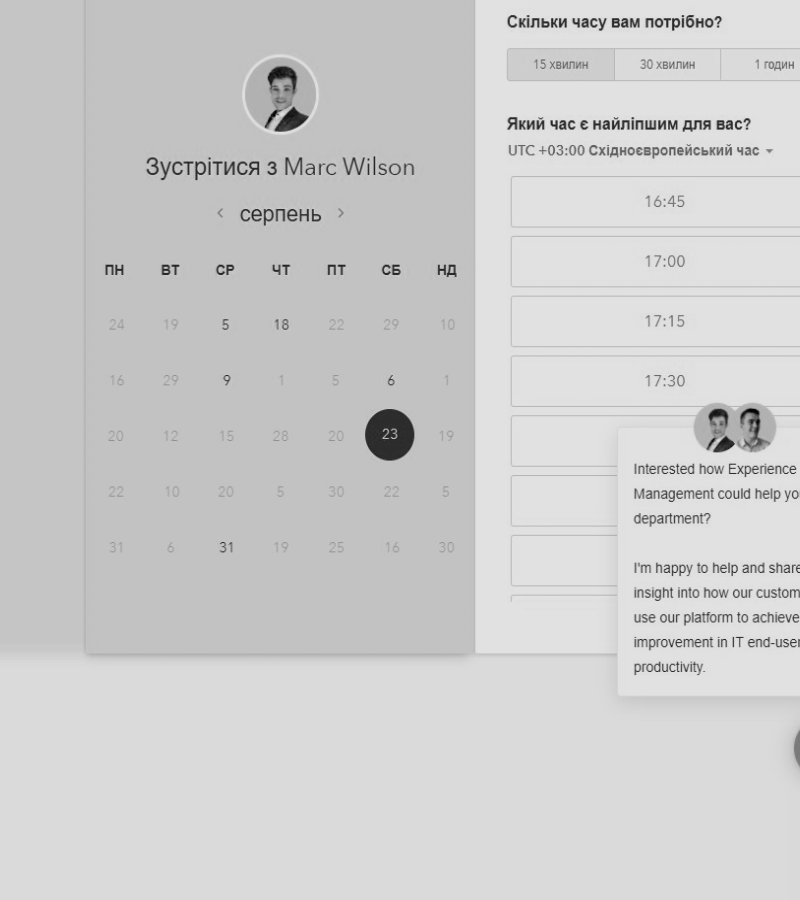 Зустрітися з Marc Wilson
серпень
ПН ВТ СР ЧТ ПТ СБ НД
24 19 5 18 22 29 10
16 29 9 1 5 6 1
20 12 15 28 20 23 19
22 10 20 5 30 22 5
31 6 31 19 25 16 30
Скільки часу вам потрібно?
15 хвилин 30 хвилин 1 годин
Який час є найліпшим для вас?
UTC +03:00 Східноєвропейський час
16:45
17:00
17:15
17:30
Interested how Experience
Management could help yo
department?
I'm happy to help and share
insight into how our custom
use our platform to achieve
improvement in IT end-user
productivity.